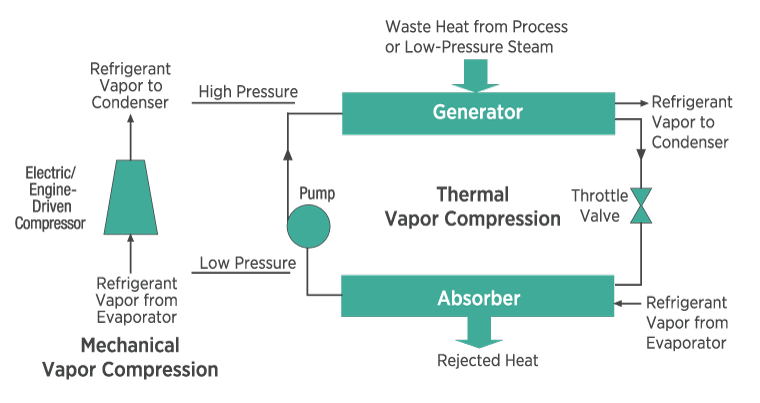 Waste Heat from Process
or Low-Pressure Steam
Refrigerant
Vapor to
Condenser
High Pressure
Generator
Refrigerant
Vapor to
Condenser
Electric/
Engine-
Driven
Compressor
Pump
Thermal
Vapor Compression
Throttle
Valve
Low Pressure
Refrigerant
Vapor from
Evaporator
Absorber
Refrigerant
Vapor from
Evaporator
Mechanical
Vapor Compression
Rejected Heat